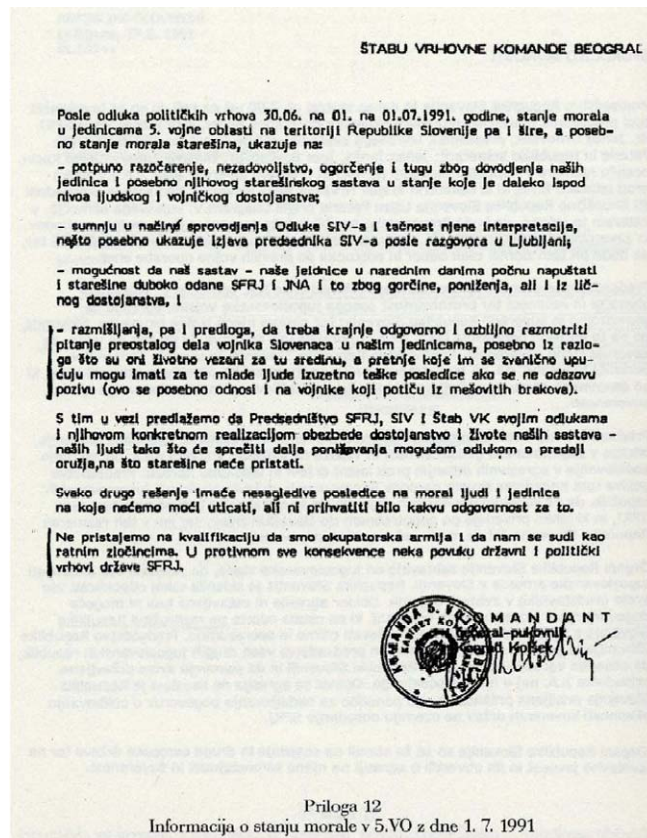 ŠTABU VRHOVNE KOMANDE BEOGRAD
Posle odluka političkih vrhova 30.06. na 01. na 01.07.1991. godine, stanje morala
u jedinicama 5. vojne oblasti na teritoriji Republike Slovenije pa i šire, a poseb-
no stanje morala starešina, ukazuje na:
- potpuno razočarenje, nezadovoljstvo, ogorčenje i tugu zbog dovodjenja naših
jedinica i posebno njihovog starešinskog sastava u stanje koje je daleko ispod
nivoa ljudskog i vojničkog dostojanstva;
- sumnju u način sprovodjenja Odluke SIV-a i tačnost njene interpretacije,
nešto posebno ukazuje izjava predsednika SIV-a posle razgovora u Ljubljani;
- mogućnost da naš sastav - naše jeidnice u narednim danima počnu napuštati
i starešine duboko odane SFRJ i JNA i to zbog gorčine, poniženja, ali i iz lič-
nog dostojanstva, i
- razmišljanja, pa i predloga, da treba krajnje odgovorno i ozbiljno razmotriti
pitanje preostalog dela vojnika Slovenaca u našim jedinicama, posebno iz razlo-
ga što su oni životno vezani za tu sredinu, a pretnje koje im se zvanično upu-
ćuju mogu imati za te mlade ljude izuzetno teške posledice ako se ne odazovu
pozivu (ovo se posebno odnosi i na vojnike koji potiču iz mešovitih brakova).
S tim u vezi predlažemo da Predsedništvo SFRJ, SIV i Štab VK svojim odlukama
i njihovom konkretnom realizacijom obezbede dostojanstvo i živote naših sastava -
naših ljudi tako što će sprečiti dalja ponižavanja mogućom odlukom o predaji
oružja,na što starešine neće pristati.
Svako drugo rešenje imaće nesagledive posledica na moral ljudi i jedinica
na koje nećemo moći uticati, ali ni prihvatiti bilo kakvu odgovornost za to.
Ne pristajemo na kvalifikaciju da smo okupatorska armija i da nam se sudi kao
ratnim zločincima. U protivnom sve konsekvence neka povuku državni i politički
vrhovi države SFRJ,
KOMANDANT
general-pukovnik
Konrad Kolšek
KOMANDA 5. VOJNE OBLASTI
KABINET
Priloga 12
Informacija o stanju morale v 5.VO z dne 1. 7. 1991